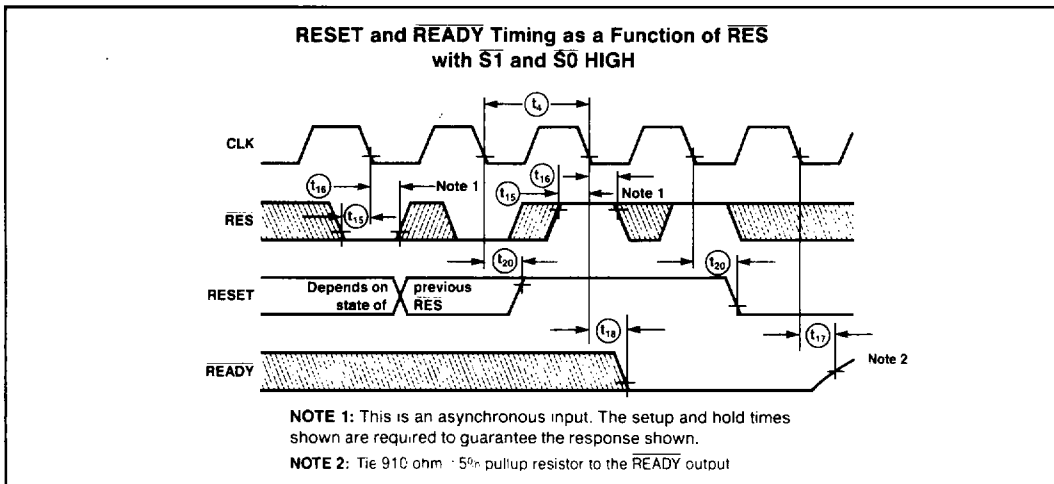 RESET and READY Timing as a Function of RES
with S1 and S0 HIGH
t4
CLK
t16
Note 1
t16
t15
Note 1
t15
RES
t20
t20
RESET
Depends on previous
state of RES
t18
t17
READY
Note 2
NOTE 1: This is an asynchronous input. The setup and hold times
shown are required to guarantee the response shown.
NOTE 2: Tie 910 ohm 5% pullup resistor to the READY output